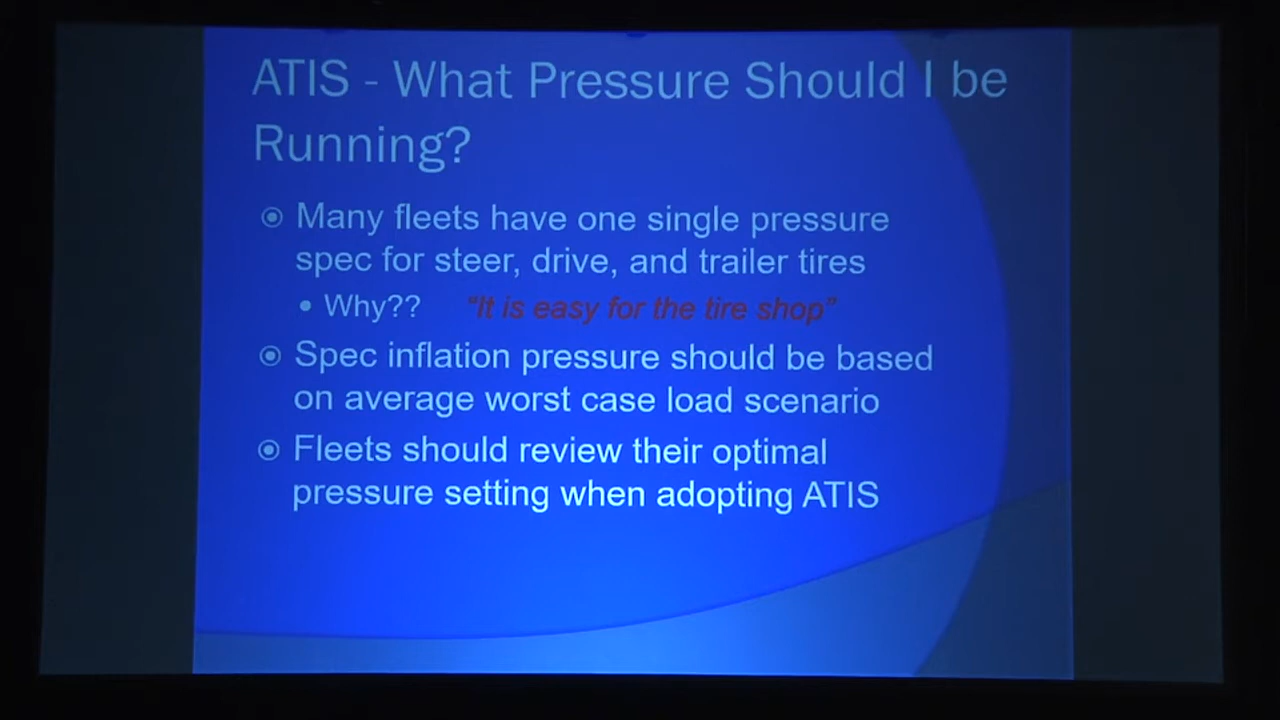 ATIS - What Pressure Should I be
Running?
Many fleets have one single pressure
spec for steer, drive, and trailer tires
Why?? "It is easy for the tire shop"
Spec inflation pressure should be based
on average worst case load scenario
Fleets should review their optimal
pressure setting when adopting ATIS